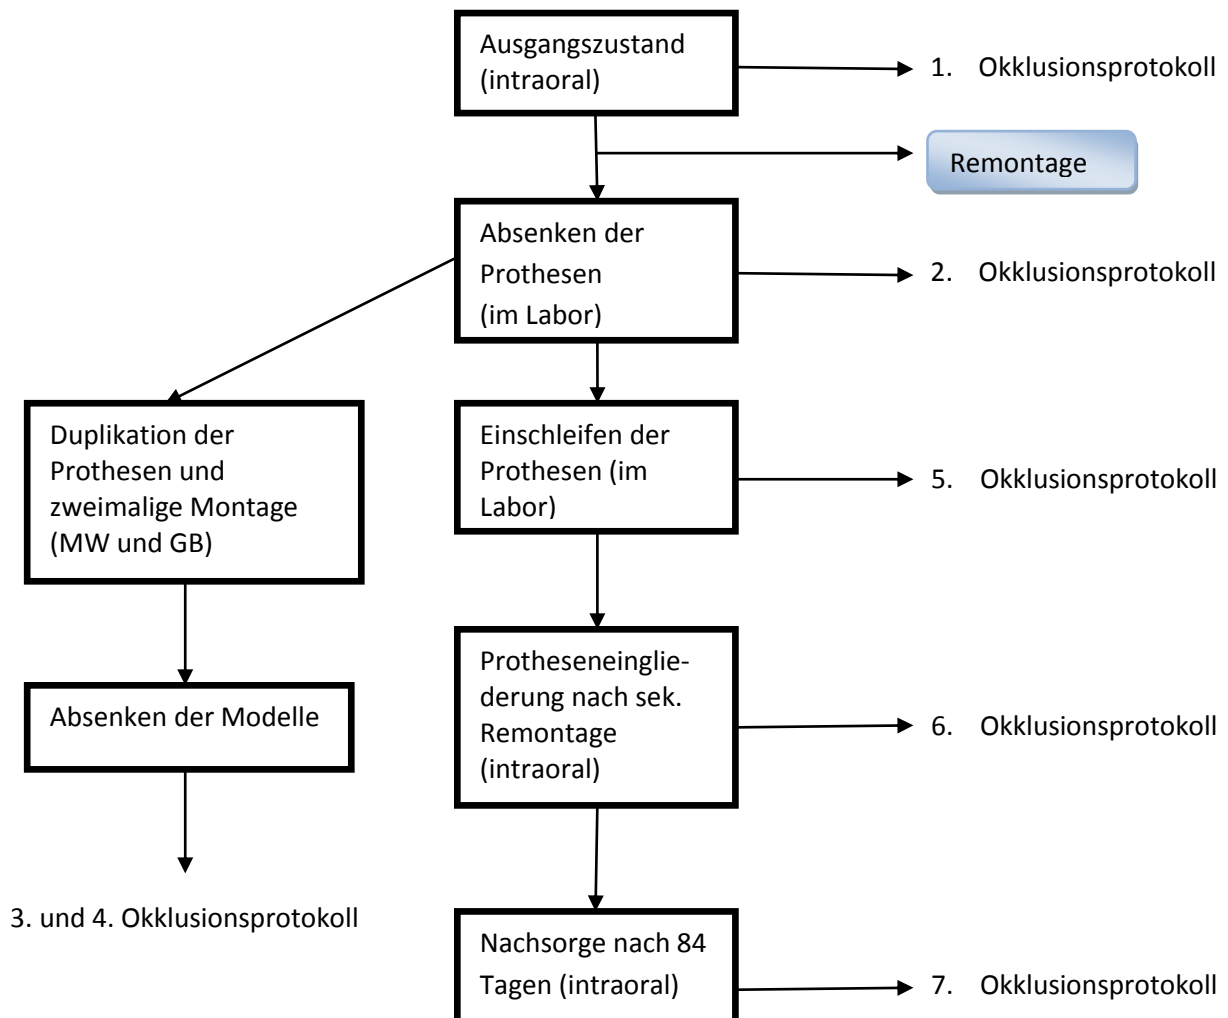 Ausgangszustand
(intraoral)
1. Okklusionsprotokoll
Remontage
Absenken der
Prothesen
(im Labor)
2. Okklusionsprotokoll
Duplikation der
Prothesen und
zweimalige Montage
(MW und GB)
Einschleifen der
Prothesen (im
Labor)
5. Okklusionsprotokoll
Absenken der Modelle
Protheseneinglie-
derung nach sek.
Remontage
(intraoral)
6. Okklusionsprotokoll
3. und 4. Okklusionsprotokoll
Nachsorge nach 84
Tagen (intraoral)
7. Okklusionsprotokoll